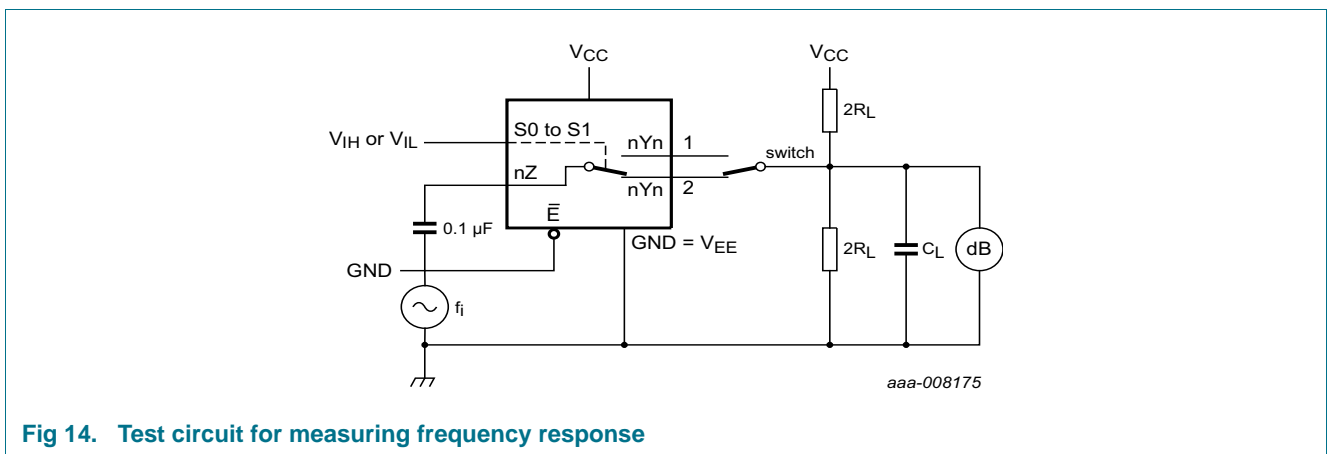 VCC
VCC
2RL
S0 to S1
nYn
1
VIH or VIL
switch
nZ
nYn
2
0.1 µF
E̅
GND = VEE
2RL
CL
dB
GND
fi
aaa-008175
Fig 14. Test circuit for measuring frequency response